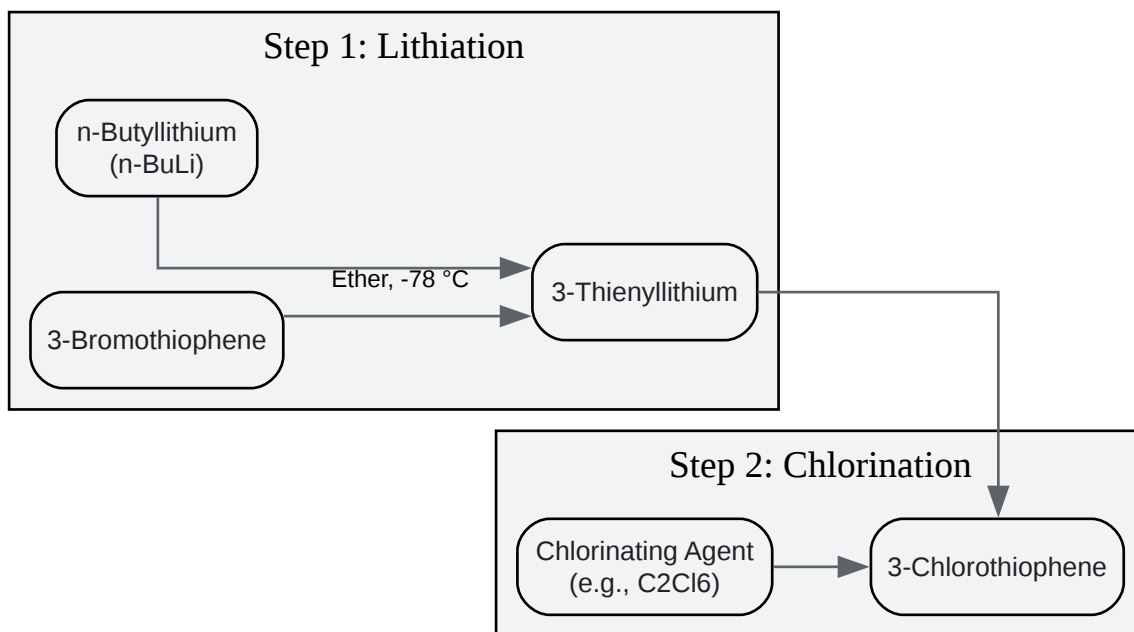 Step 1: Lithiation
n-Butyllithium
(n-BuLi)
Ether, -78 °C
3-Bromothiophene
3-Thienyllithium
Step 2: Chlorination
Chlorinating Agent
(e.g., C2Cl6)
3-Chlorothiophene